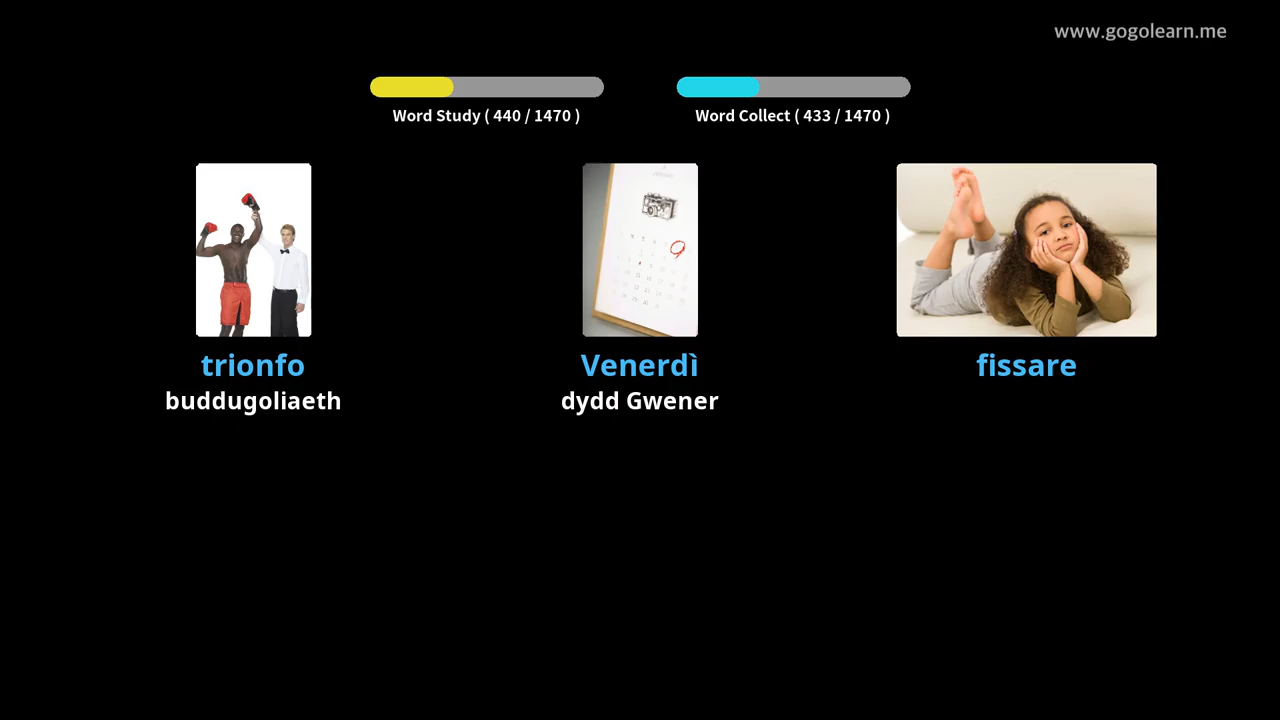 www.gogolearn.me
Word Study ( 440 / 1470 )
Word Collect ( 433 / 1470 )
trionfo
Venerdì
fissare
buddugoliaeth
dydd Gwener